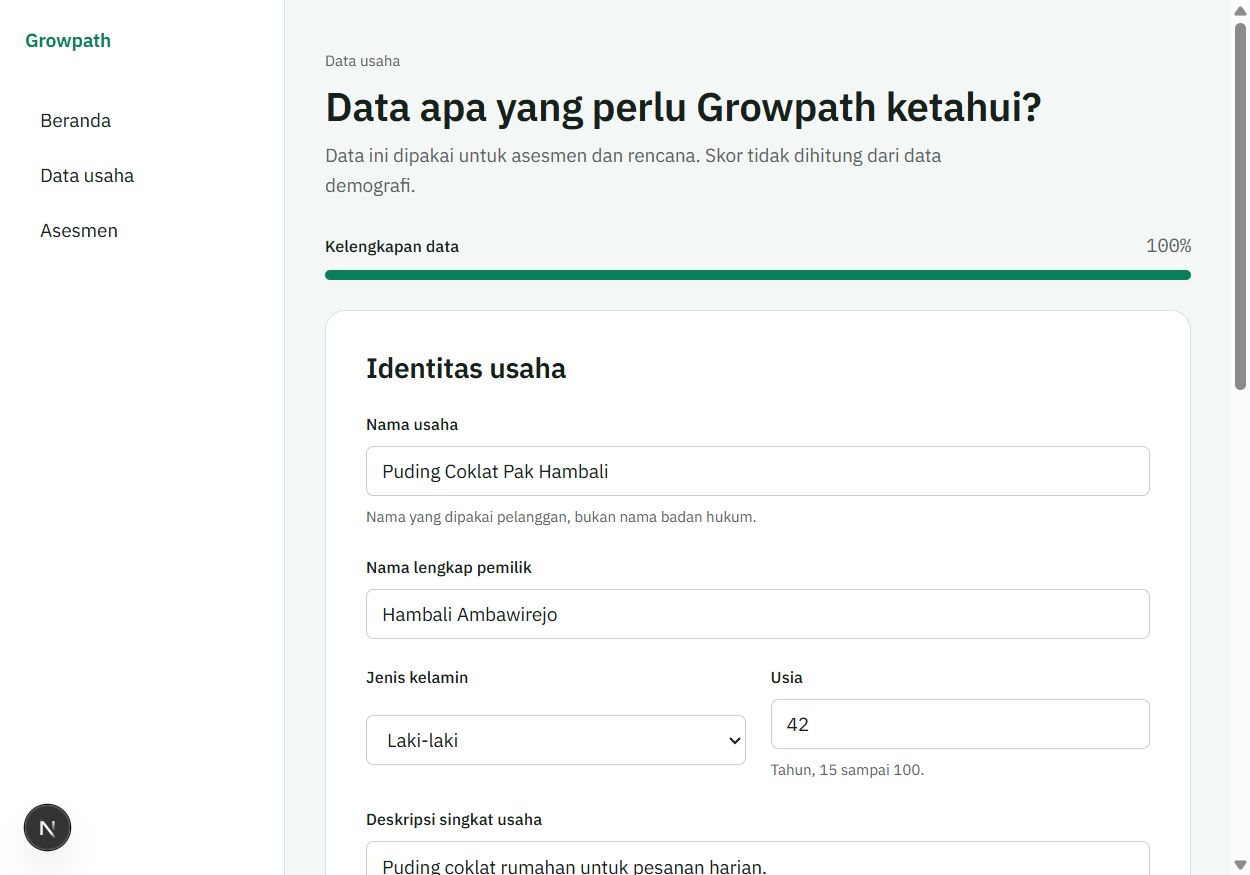 Growpath
Beranda
Data usaha
Asesmen
Data usaha
Data apa yang perlu Growpath ketahui?
Data ini dipakai untuk asesmen dan rencana. Skor tidak dihitung dari data
demografi.
Kelengkapan data
100%
Identitas usaha
Nama usaha
Puding Coklat Pak Hambali
Nama yang dipakai pelanggan, bukan nama badan hukum.
Nama lengkap pemilik
Hambali Ambawirejo
Jenis kelamin
Laki-laki
Usia
42
Tahun, 15 sampai 100.
Deskripsi singkat usaha
Puding coklat rumahan untuk pesanan harian.
N